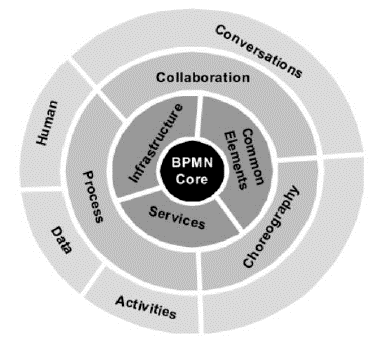 Conversations
Collaboration
Human
Infrastructure
Common
Elements
BPMN
Core
Process
Services
Choreography
Data
Activities